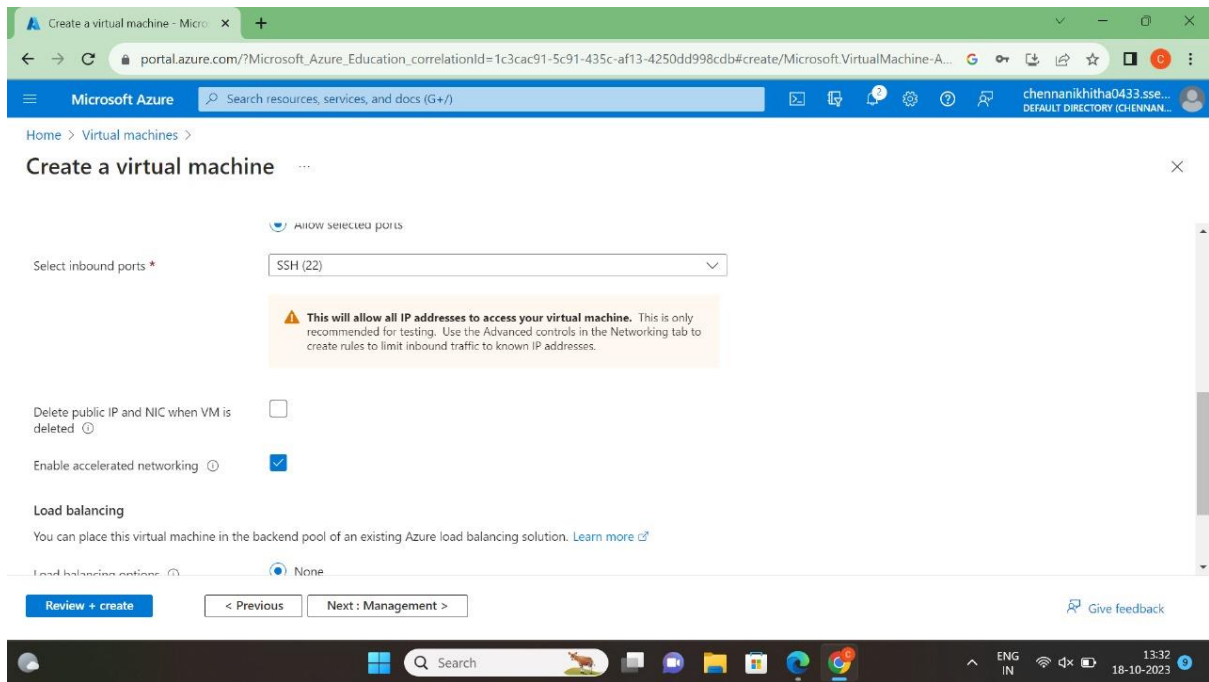 Create a virtual machine - Micro
portal.azure.com/?Microsoft_Azure_Education_correlationId=1c3cac91-5c91-435c-af13-4250dd998cdb#create/Microsoft.VirtualMachine-A...
Microsoft Azure
Search resources, services, and docs (G+/)
2
chennanikhitha0433.sse...
DEFAULT DIRECTORY (CHENNAN...
Home > Virtual machines >
Create a virtual machine ...
Allow selected ports
Select inbound ports *
SSH (22)
This will allow all IP addresses to access your virtual machine. This is only
recommended for testing. Use the Advanced controls in the Networking tab to
create rules to limit inbound traffic to known IP addresses.
Delete public IP and NIC when VM is
deleted
Enable accelerated networking
Load balancing
You can place this virtual machine in the backend pool of an existing Azure load balancing solution. Learn more
Load balancing options
None
Review + create
< Previous
Next : Management >
Give feedback
Search
ENG
IN
13:32
18-10-2023
9